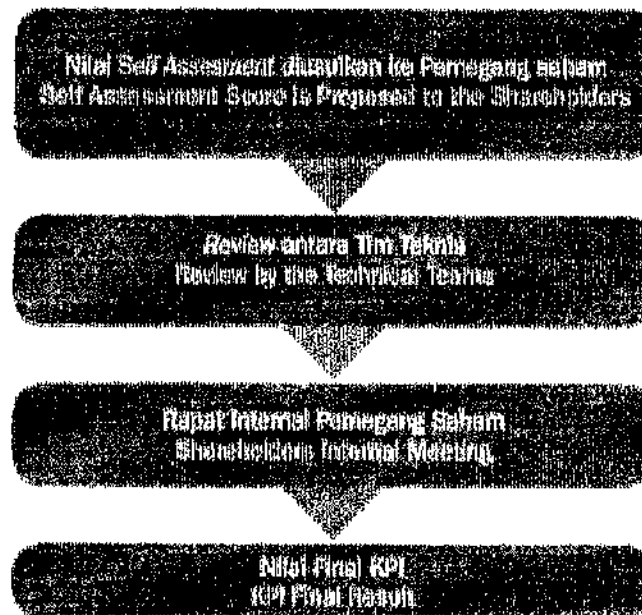 Nilai Self Assesment diusulkan ke Pemegang saham
Self Assessment Score is Proposed to the Shareholders
Review antara Tim Teknis
Review by the Technical Teams
Rapat Internal Pemegang Saham
Shareholders Internal Meeting
Nilai Final KPI
KPI Final Result